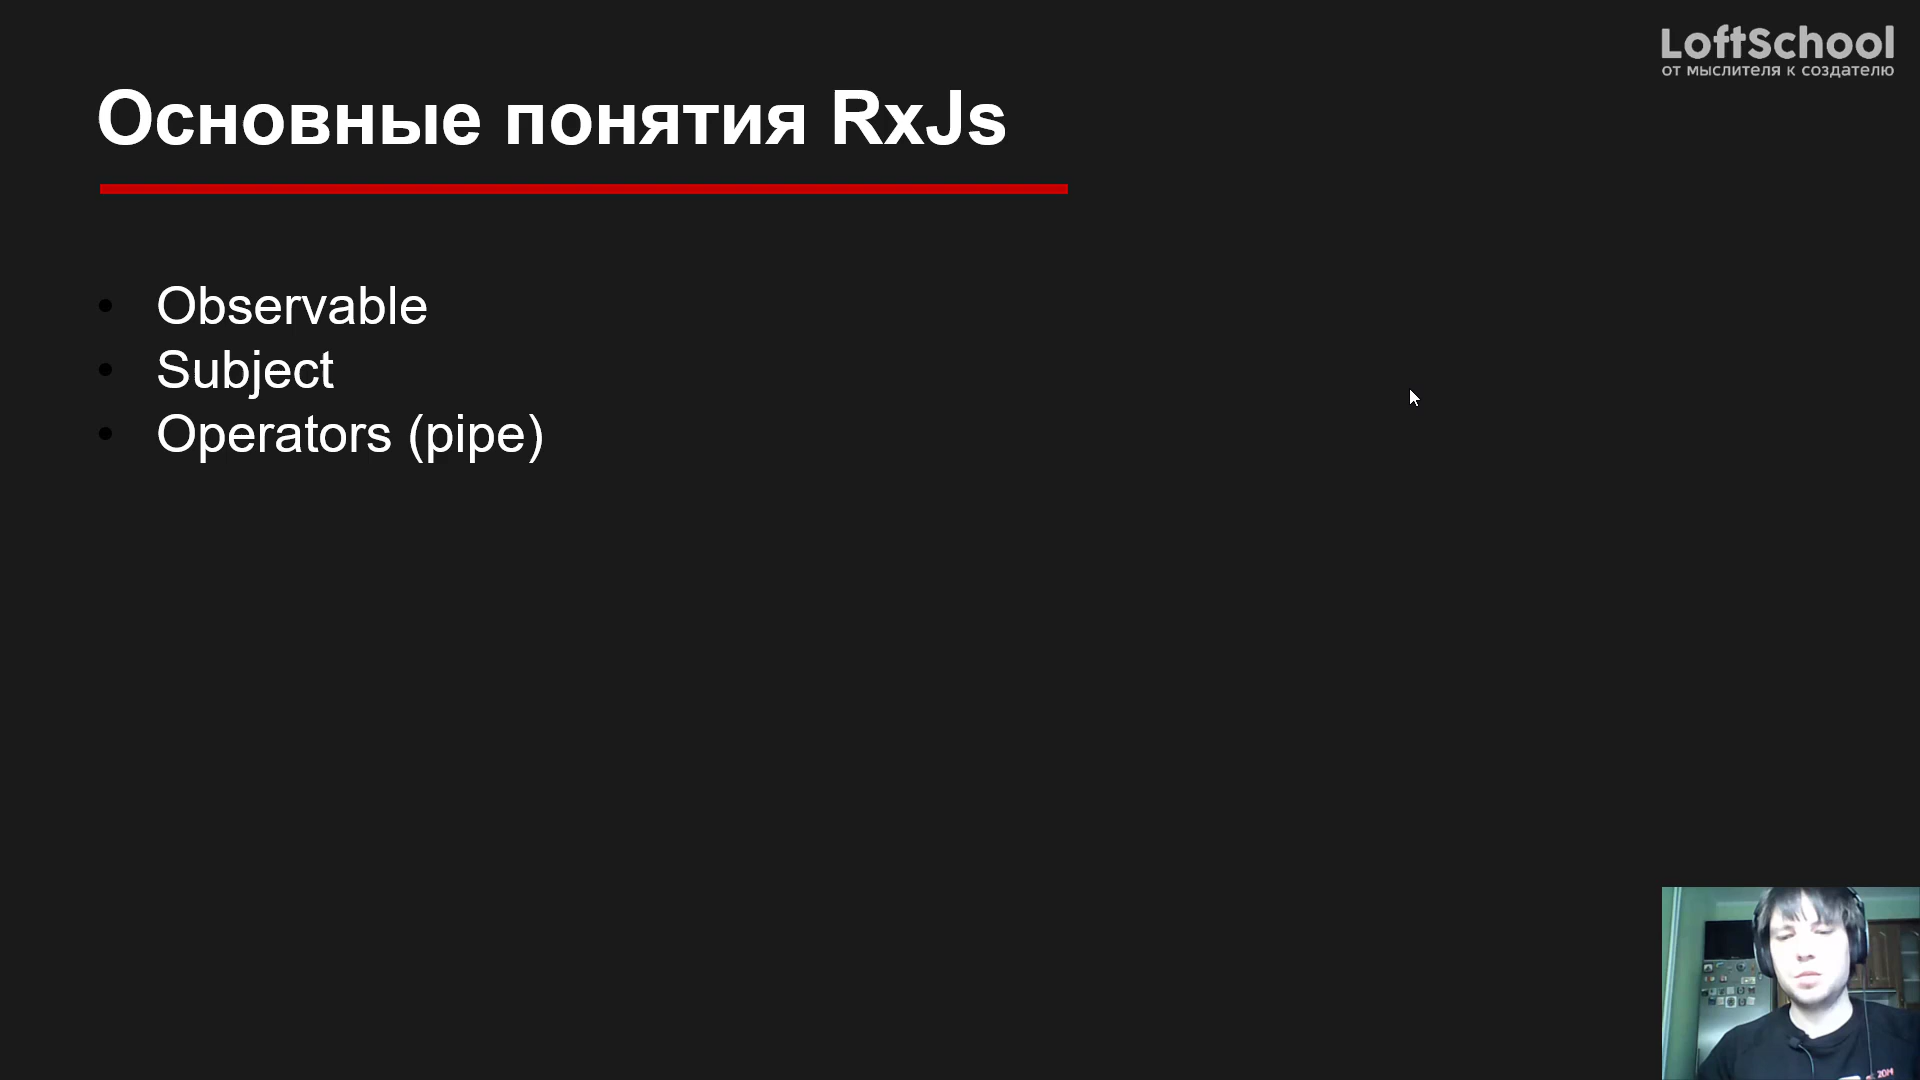 LoftSchool
от мыслителя к создателю
Основные понятия RxJs
• Observable
• Subject
• Operators (pipe)